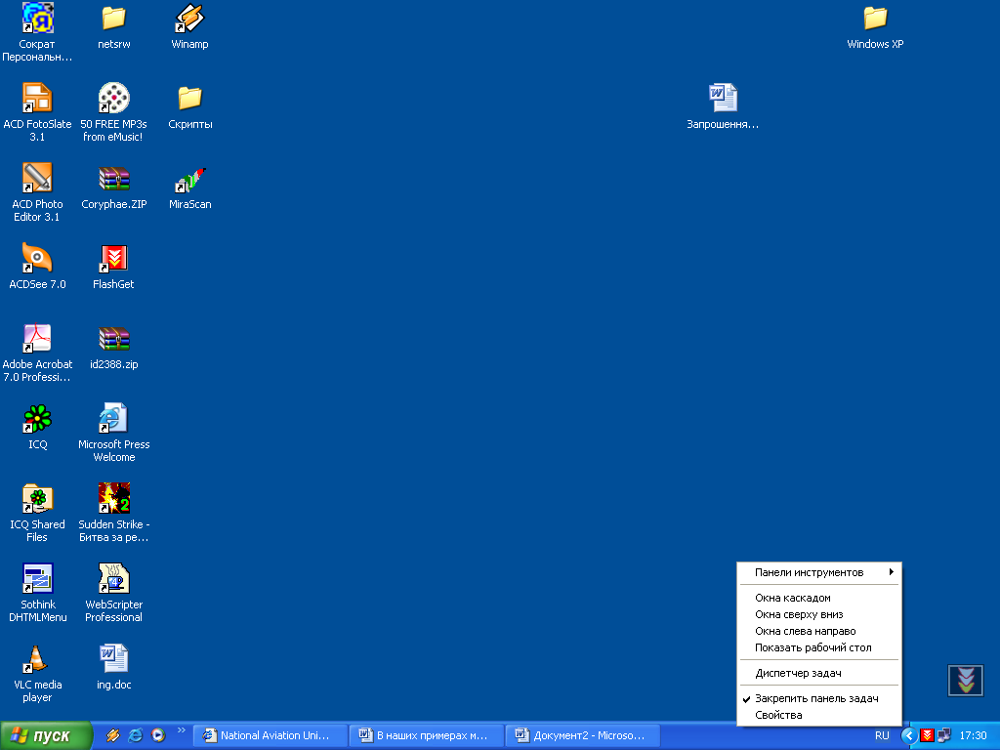 Сократ
Персональн...
netsrw
Winamp
Windows XP
ACD FotoSlate
3.1
50 FREE MP3s
from eMusic!
Скрипты
Запрошення...
ACD Photo
Editor 3.1
Coryphae.ZIP
MiraScan
ACDSee 7.0
FlashGet
Adobe Acrobat
7.0 Professi...
id2388.zip
ICQ
Microsoft Press
Welcome
ICQ Shared
Files
Sudden Strike -
Битва за ре...
Sothink
DHTMLMenu
WebScripter
Professional
VLC media
player
ing.doc
Панели инструментов
Окна каскадом
Окна сверху вниз
Окна слева направо
Показать рабочий стол
Диспетчер задач
Закрепить панель задач
Свойства
пуск
National Aviation Uni...
В наших примерах м...
Документ2 - Microso...
RU
17:30